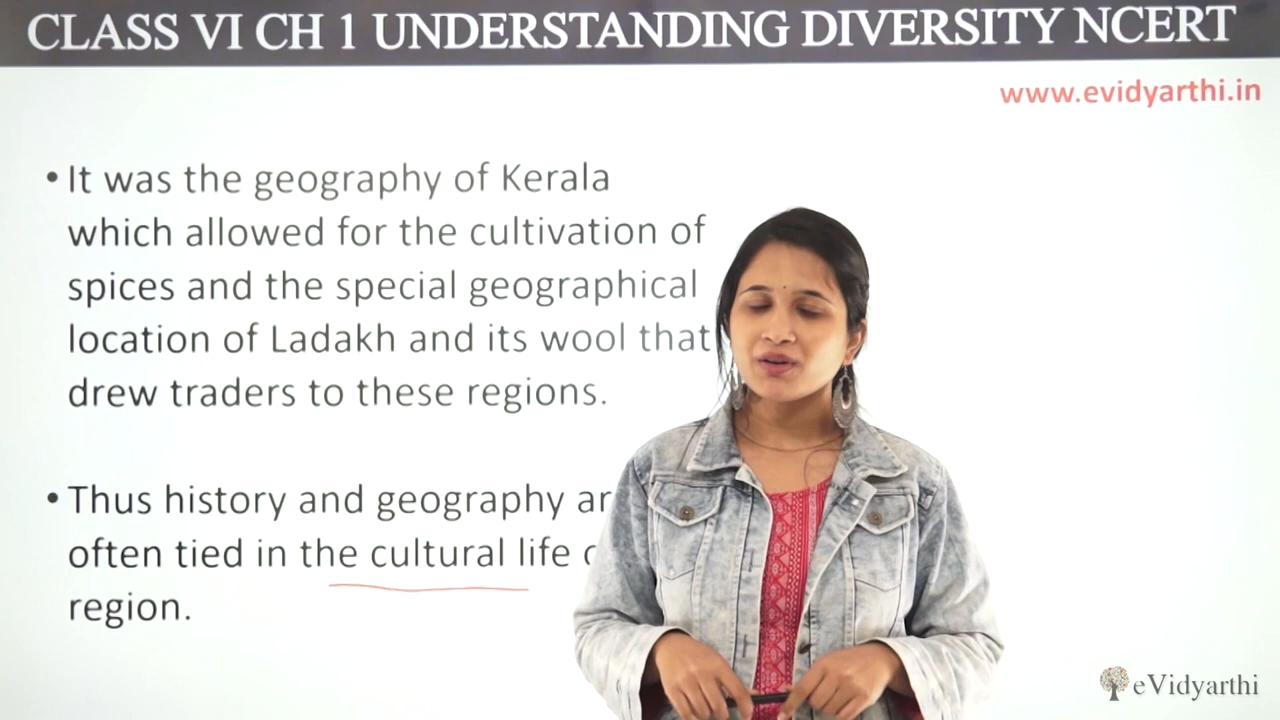 CLASS VI CH 1 UNDERSTANDING DIVERSITY NCERT
www.evidyarthi.in
• It was the geography of Kerala
which allowed for the cultivation of
spices and the special geographical
location of Ladakh and its wool that
drew traders to these regions.
• Thus history and geography
often tied in the cultural life
region.
eVidyarthi